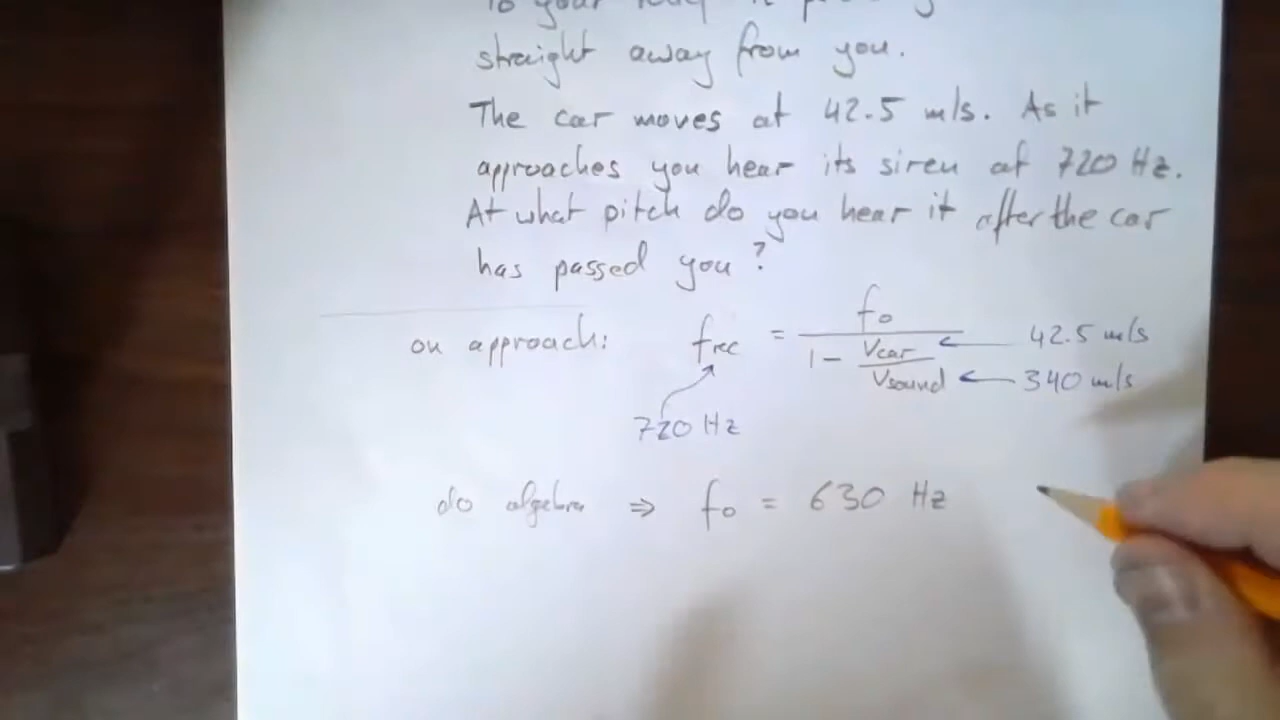 to your
straight away from you.
The car moves at 42.5 m/s. As it
approaches you hear its siren at 720 Hz.
At what pitch do you hear it after the car
has passed you?
on approach: frec = fo / (1 - Vcar / Vsound) ← 42.5 m/s
← 340 m/s
720 Hz
do algebra ⇒ fo = 630 Hz